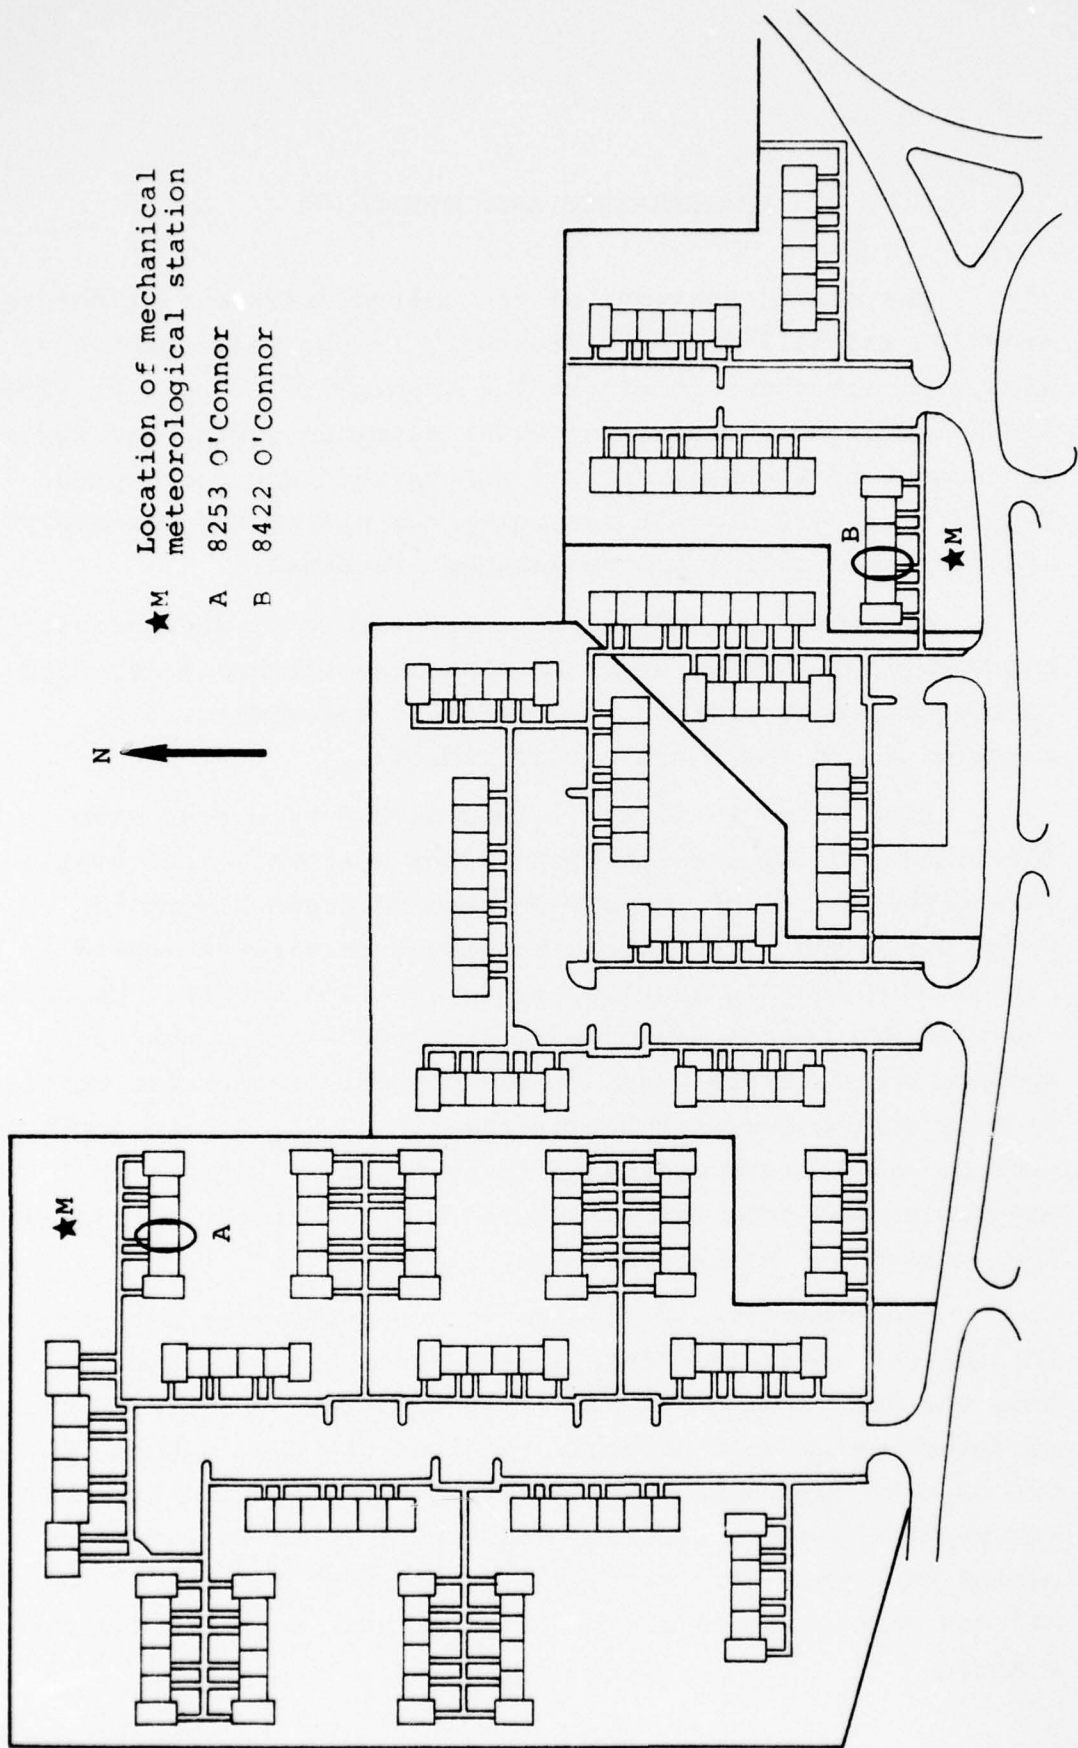 ★M Location of mechanical
meteorological station
A 8253 O'Connor
B 8422 O'Connor
N
★M
A
B
★M